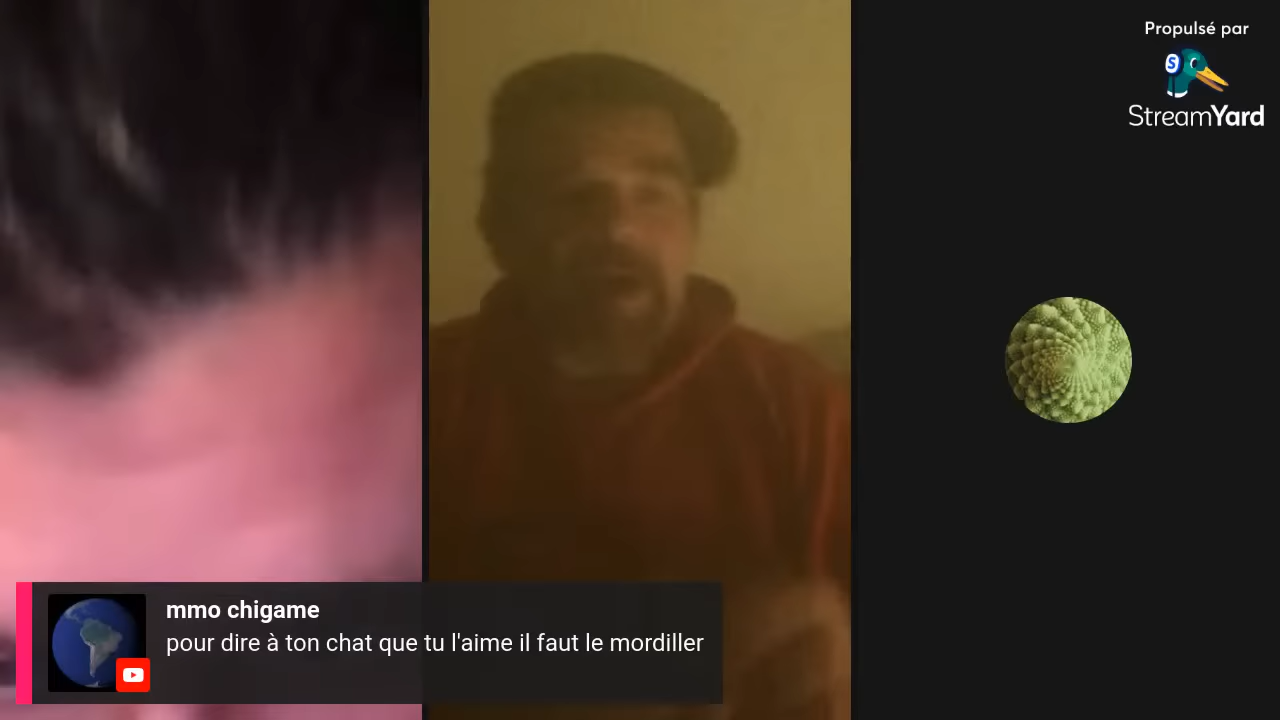 Propulsé par
StreamYard
mmo chigame
pour dire à ton chat que tu l'aime il faut le mordiller